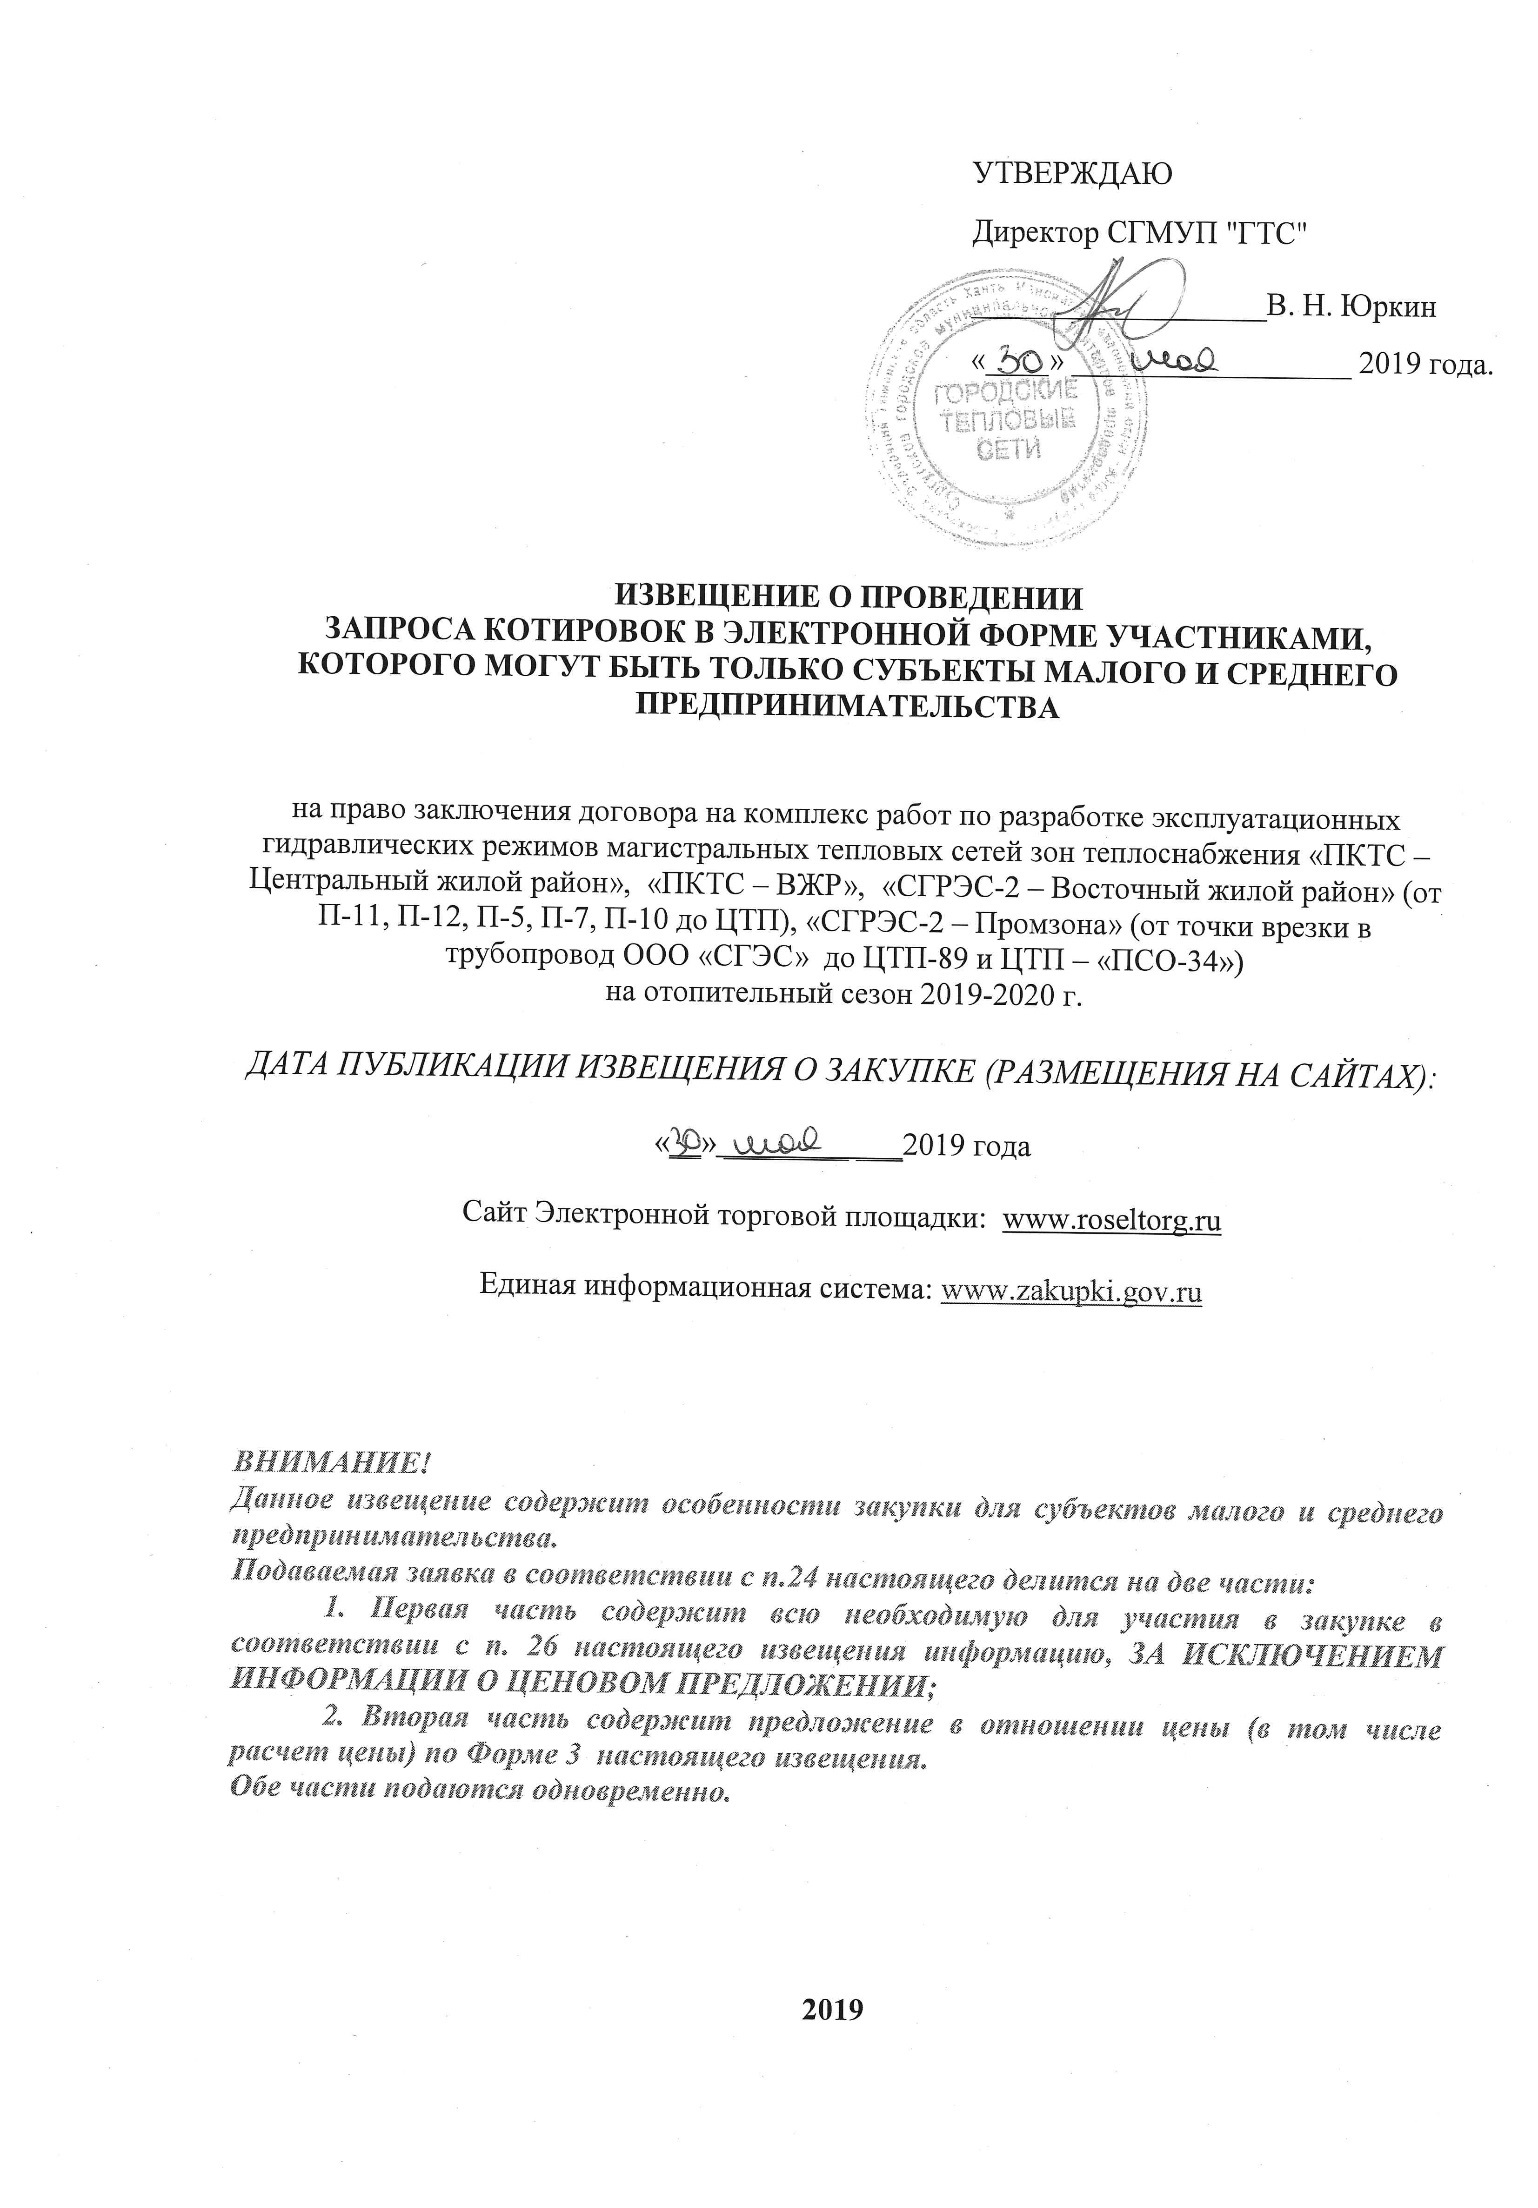 УТВЕРЖДАЮ
Директор СГМУП "ГТС"
В. Н. Юркин
«30» мая 2019 года.
ГОРОДСКИЕ
ТЕПЛОВЫЕ
СЕТИ
ИЗВЕЩЕНИЕ О ПРОВЕДЕНИИ
ЗАПРОСА КОТИРОВОК В ЭЛЕКТРОННОЙ ФОРМЕ УЧАСТНИКАМИ,
КОТОРОГО МОГУТ БЫТЬ ТОЛЬКО СУБЪЕКТЫ МАЛОГО И СРЕДНЕГО
ПРЕДПРИНИМАТЕЛЬСТВА
на право заключения договора на комплекс работ по разработке эксплуатационных
гидравлических режимов магистральных тепловых сетей зон теплоснабжения «ПКТС –
Центральный жилой район», «ПКТС – ВЖР», «СГРЭС-2 – Восточный жилой район» (от
П-11, П-12, П-5, П-7, П-10 до ЦТП), «СГРЭС-2 – Промзона» (от точки врезки в
трубопровод ООО «СГЭС» до ЦТП-89 и ЦТП – «ПСО-34»)
на отопительный сезон 2019-2020 г.
ДАТА ПУБЛИКАЦИИ ИЗВЕЩЕНИЯ О ЗАКУПКЕ (РАЗМЕЩЕНИЯ НА САЙТАХ):
«30» мая 2019 года
Сайт Электронной торговой площадки: www.roseltorg.ru
Единая информационная система: www.zakupki.gov.ru
ВНИМАНИЕ!
Данное извещение содержит особенности закупки для субъектов малого и среднего
предпринимательства.
Подаваемая заявка в соответствии с п.24 настоящего делится на две части:
1. Первая часть содержит всю необходимую для участия в закупке в
соответствии с п. 26 настоящего извещения информацию, ЗА ИСКЛЮЧЕНИЕМ
ИНФОРМАЦИИ О ЦЕНОВОМ ПРЕДЛОЖЕНИИ;
2. Вторая часть содержит предложение в отношении цены (в том числе
расчет цены) по Форме 3 настоящего извещения.
Обе части подаются одновременно.
2019